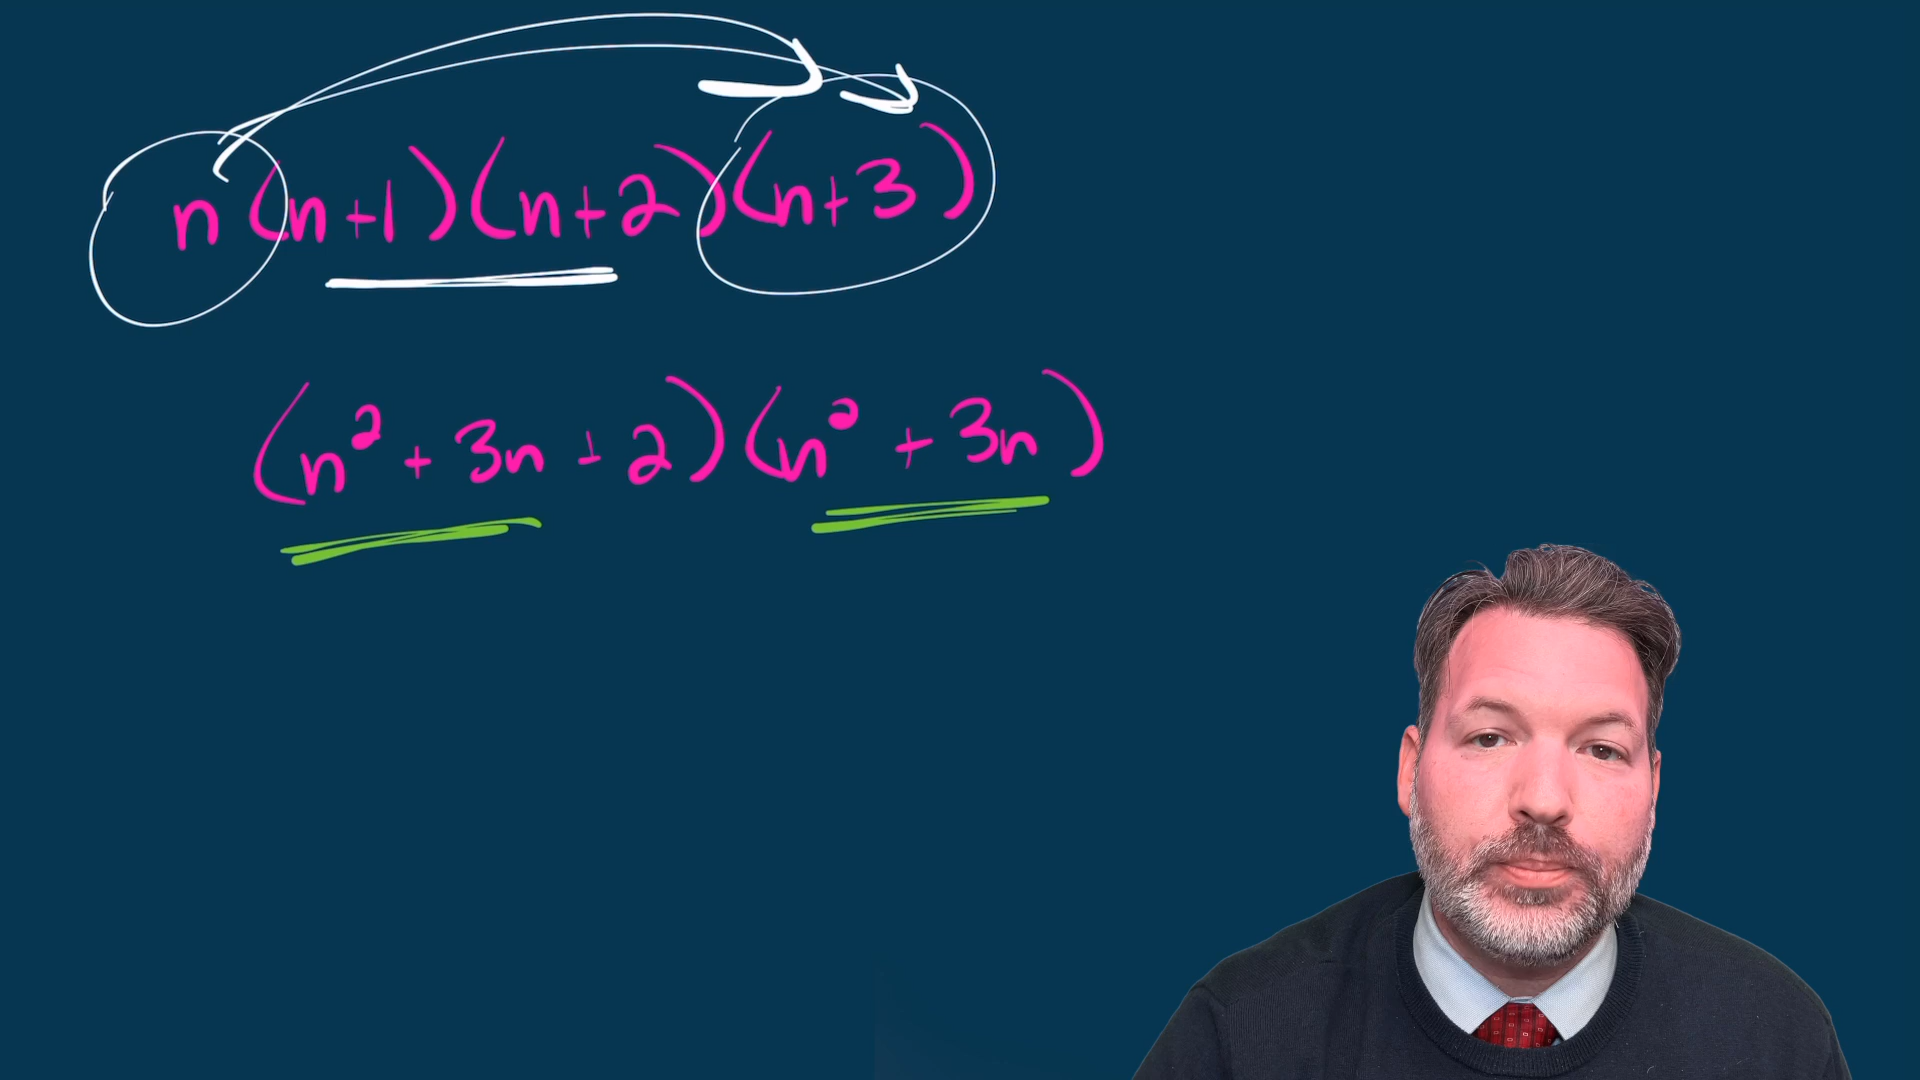 n(n+1)(n+2)(n+3)
(n² + 3n + 2)(n² + 3n)